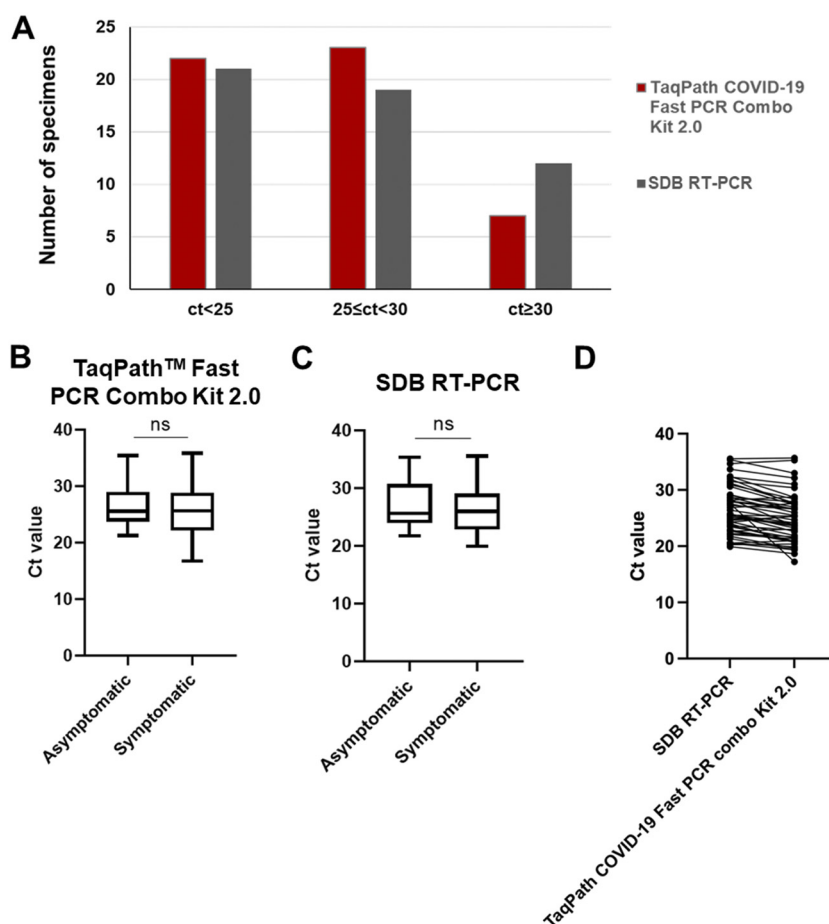 A
Number of specimens
25
20
15
10
5
0
ct<25
25≤ct<30
ct≥30
TaqPath COVID-19
Fast PCR Combo
Kit 2.0
SDB RT-PCR
B
TaqPath™ Fast
PCR Combo Kit 2.0
ns
Ct value
40
30
20
10
0
Asymptomatic
Symptomatic
C
SDB RT-PCR
ns
Ct value
40
30
20
10
0
Asymptomatic
Symptomatic
D
Ct value
40
30
20
10
0
SDB RT-PCR
TaqPath COVID-19 Fast PCR combo Kit 2.0